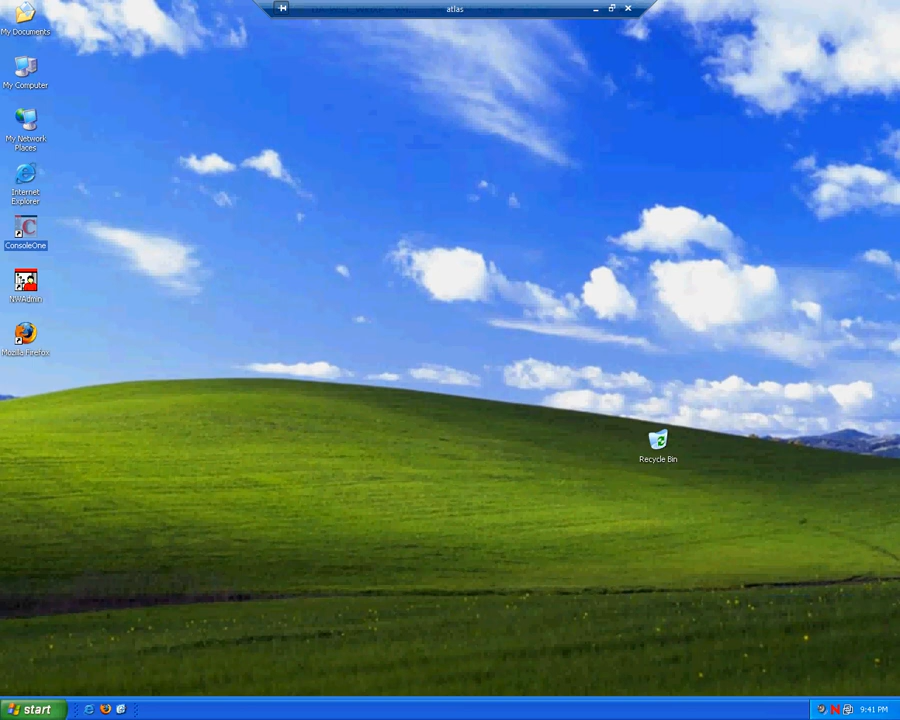 atlas
My Documents
My Computer
My Network
Places
Internet
Explorer
ConsoleOne
NWAdmin
Mozilla Firefox
Recycle Bin
start
9:41 PM